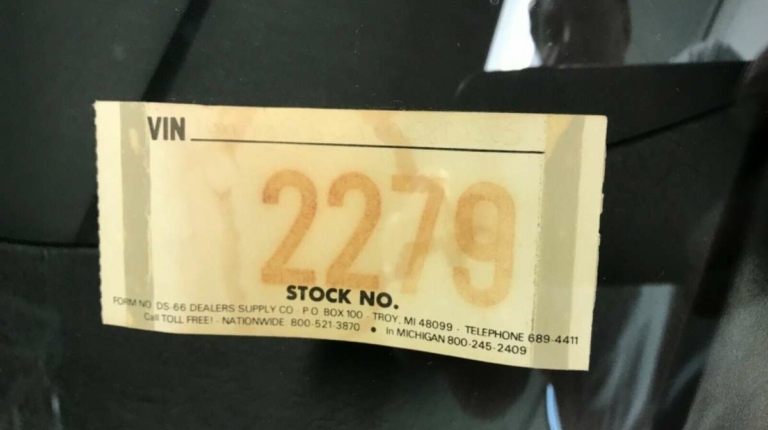 VIN
2279
STOCK NO.
FORM NO. DS-66 DEALERS SUPPLY CO · P O BOX 100 - TROY, MI 48099 - TELEPHONE 689-4411
Call TOLL FREE! - NATIONWIDE 800-521-3870 • In MICHIGAN 800-245-2409